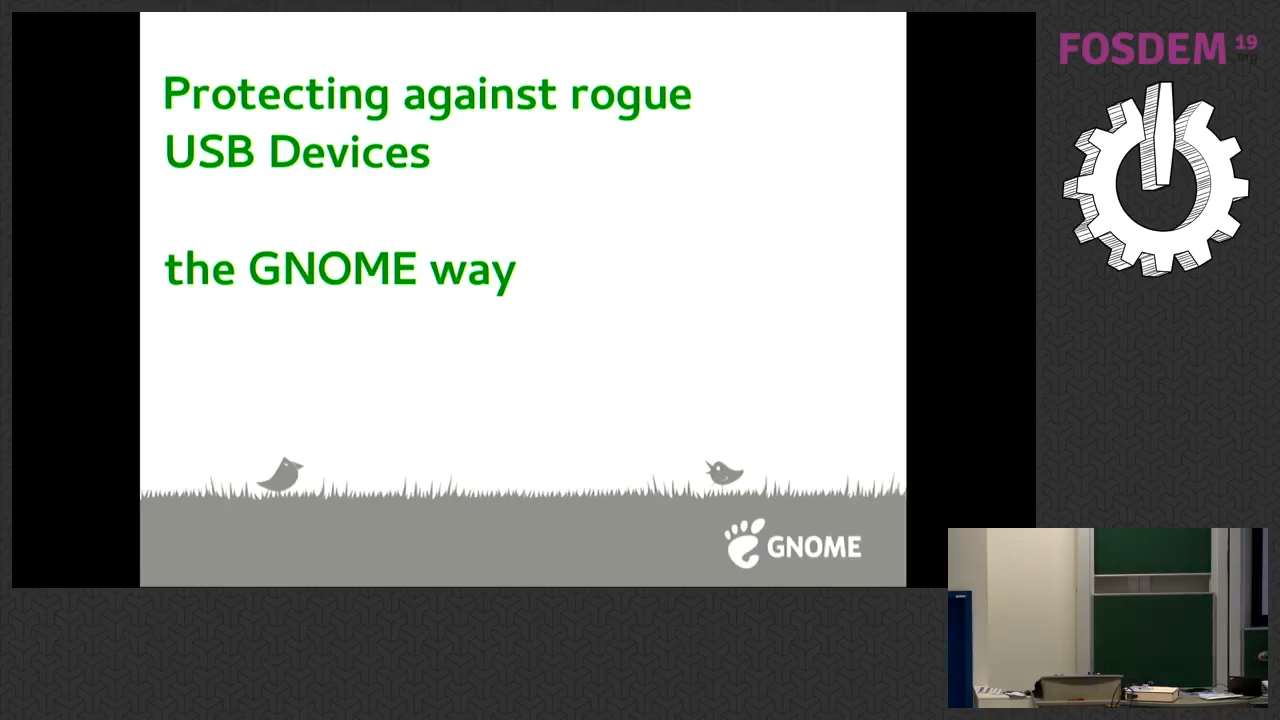 Protecting against rogue
USB Devices
the GNOME way
GNOME
FOSDEM 19
.org